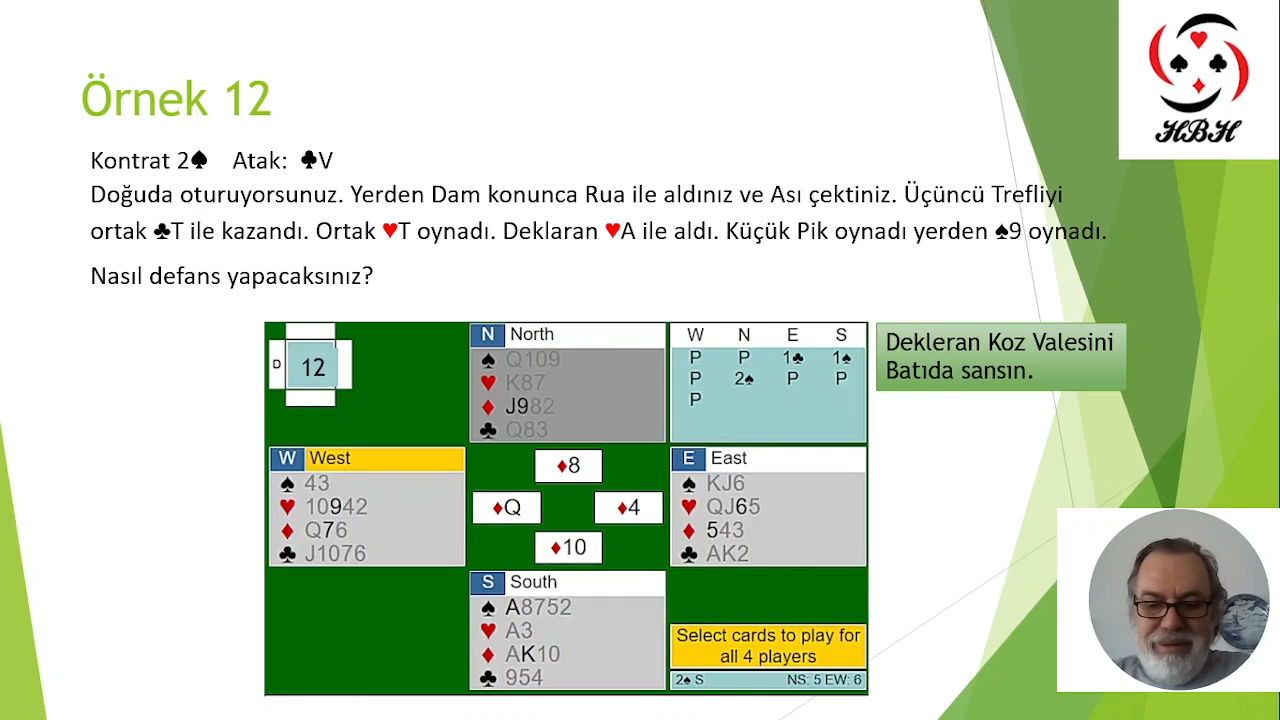 Örnek 12
HBH
Kontrat 2♠ Atak: ♣V
Doğuda oturuyorsunuz. Yerden Dam konunca Rua ile aldınız ve Ası çektiniz. Üçüncü Trefliyi
ortak ♣T ile kazandı. Ortak ♥T oynadı. Deklaran ♥A ile aldı. Küçük Pik oynadı yerden ♠9 oynadı.
Nasıl defans yapacaksınız?
D 12
N North
♠ Q109
♥ K87
♦ J982
♣ Q83
W N E S
P P 1♣ 1♠
P 2♠ P P
P
Dekleran Koz Valesini
Batıda sansın.
W West
♠ 43
♥ 10942
♦ Q76
♣ J1076
♦8
♦Q
♦4
♦10
E East
♠ KJ6
♥ QJ65
♦ 543
♣ AK2
S South
♠ A8752
♥ A3
♦ AK10
♣ 954
Select cards to play for
all 4 players
2♠ S NS: 5 EW: 6